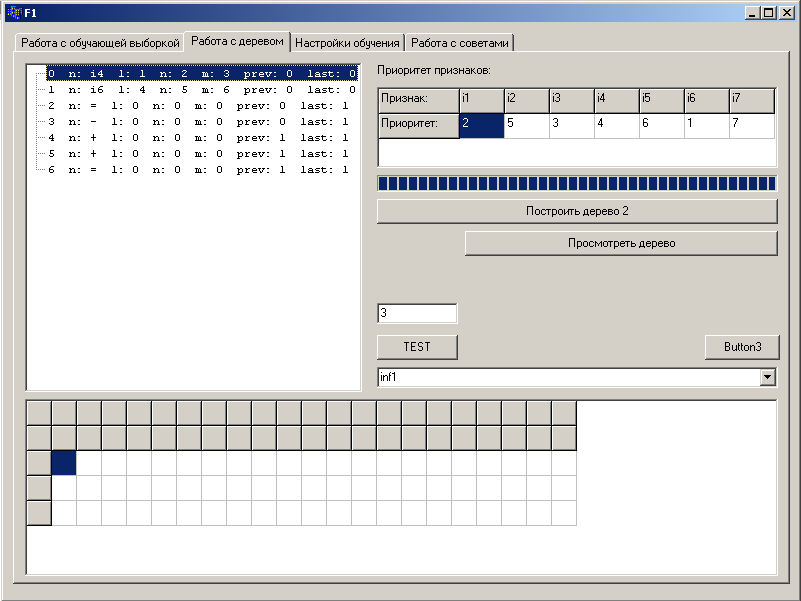 F1
Работа с обучающей выборкой Работа с деревом Настройки обучения Работа с советами
0 n: i4 l: 1 n: 2 m: 3 prev: 0 last: 0
1 n: i6 l: 4 n: 5 m: 6 prev: 0 last: 0
2 n: = l: 0 n: 0 m: 0 prev: 0 last: 1
3 n: - l: 0 n: 0 m: 0 prev: 0 last: 1
4 n: + l: 0 n: 0 m: 0 prev: 1 last: 1
5 n: + l: 0 n: 0 m: 0 prev: 1 last: 1
6 n: = l: 0 n: 0 m: 0 prev: 1 last: 1
Приоритет признаков:
Признак: i1 i2 i3 i4 i5 i6 i7
Приоритет: 2 5 3 4 6 1 7
Построить дерево 2
Просмотреть дерево
3
TEST Button3
inf1